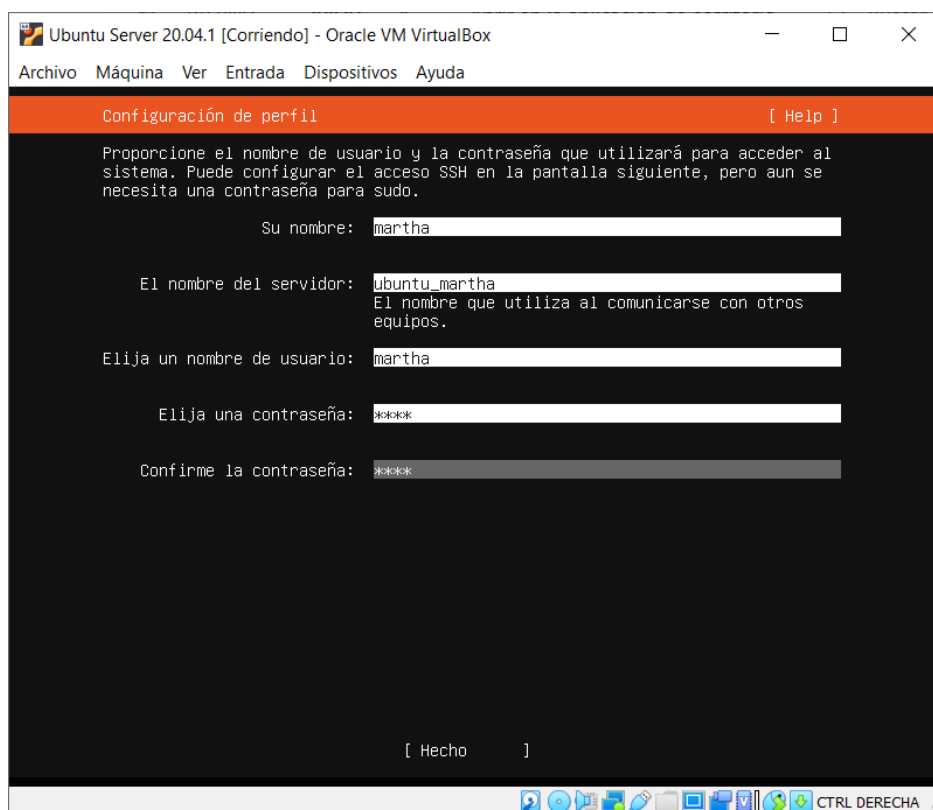 Ubuntu Server 20.04.1 [Corriendo] - Oracle VM VirtualBox
Archivo Máquina Ver Entrada Dispositivos Ayuda
Configuración de perfil [ Help ]
Proporcione el nombre de usuario y la contraseña que utilizará para acceder al
sistema. Puede configurar el acceso SSH en la pantalla siguiente, pero aun se
necesita una contraseña para sudo.
Su nombre: martha
El nombre del servidor: ubuntu_martha
El nombre que utiliza al comunicarse con otros
equipos.
Elija un nombre de usuario: martha
Elija una contraseña: ****
Confirme la contraseña: ****
[ Hecho ]
CTRL DERECHA